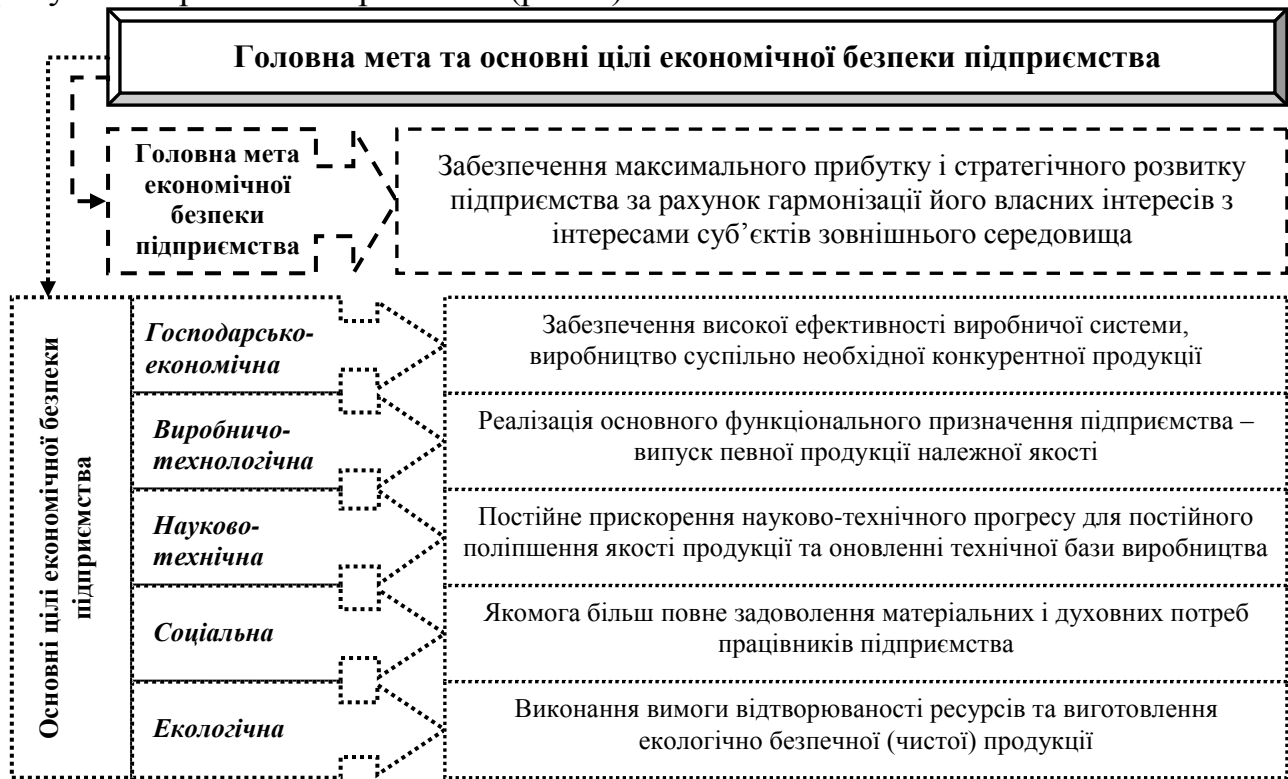 Головна мета та основні цілі економічної безпеки підприємства
Головна мета
економічної
безпеки
підприємства
Забезпечення максимального прибутку і стратегічного розвитку
підприємства за рахунок гармонізації його власних інтересів з
інтересами суб’єктів зовнішнього середовища
Основні цілі економічної безпеки
підприємства
Господарсько-
економічна
Забезпечення високої ефективності виробничої системи,
виробництво суспільно необхідної конкурентної продукції
Виробничо-
технологічна
Реалізація основного функціонального призначення підприємства –
випуск певної продукції належної якості
Науково-
технічна
Постійне прискорення науково-технічного прогресу для постійного
поліпшення якості продукції та оновленні технічної бази виробництва
Соціальна
Якомога більш повне задоволення матеріальних і духовних потреб
працівників підприємства
Екологічна
Виконання вимоги відтворюваності ресурсів та виготовлення
екологічно безпечної (чистої) продукції